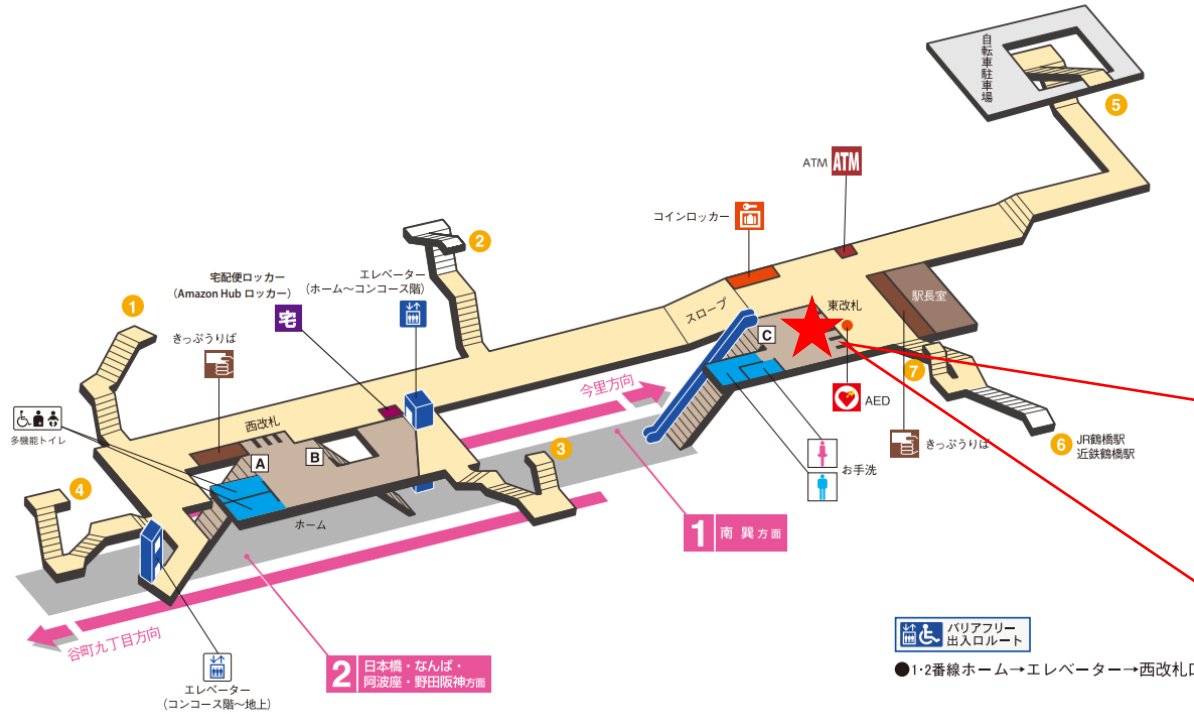 自転車駐車場
5
ATM ATM
コインロッカー
2
エレベーター
(ホーム～コンコース階)
宅配便ロッカー
(Amazon Hub ロッカー)
宅
1
きっぷうりば
スロープ
東改札
駅長室
C
7
AED
今里方向
きっぷうりば
6
JR鶴橋駅
近鉄鶴橋駅
お手洗
多機能トイレ
西改札
A
B
3
4
ホーム
1 南巽方面
谷町九丁目方向
2 日本橋・なんば・
阿波座・野田阪神方面
エレベーター
(コンコース階～地上)
バリアフリー
出入口ルート
●1・2番線ホーム→エレベーター→西改札口